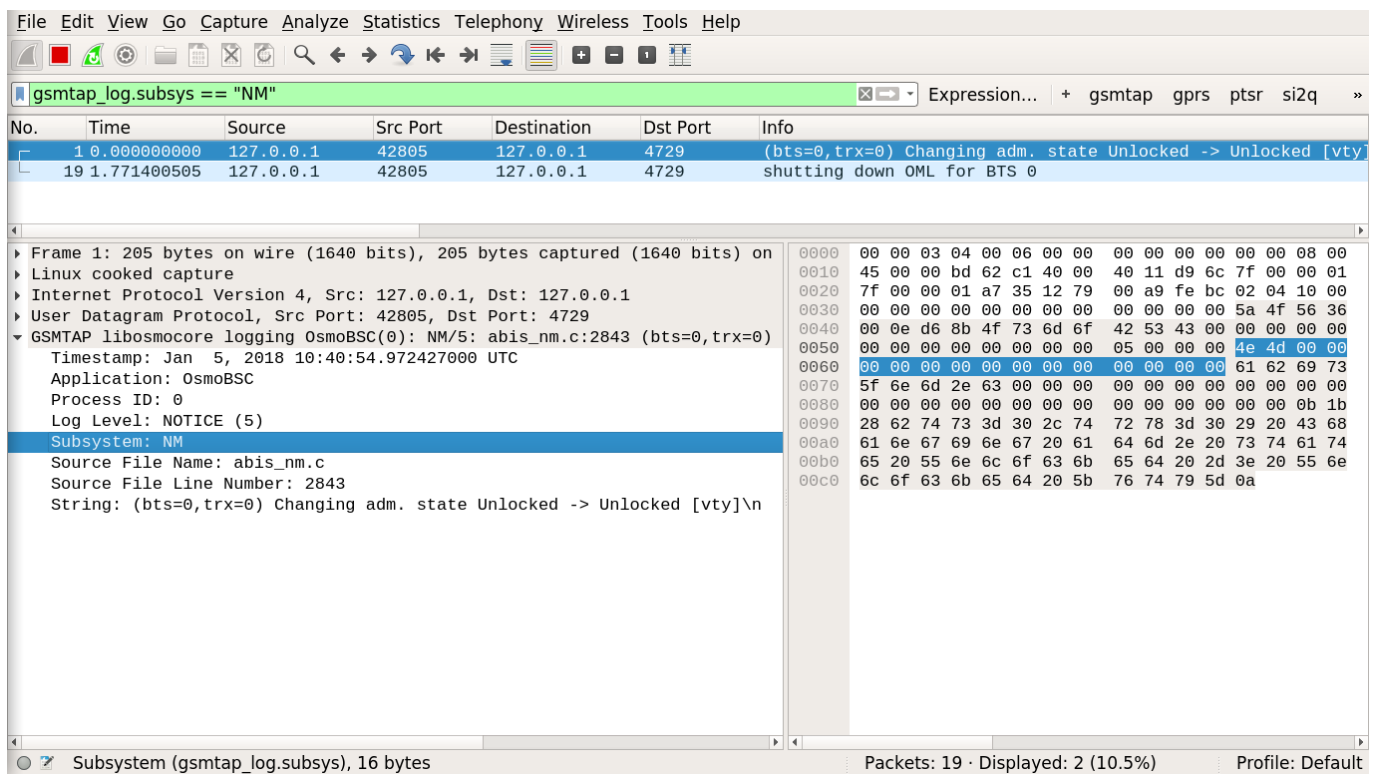 File Edit View Go Capture Analyze Statistics Telephony Wireless Tools Help
gsmtap_log.subsys == "NM" Expression... + gsmtap gprs ptsr si2q »
No. Time Source Src Port Destination Dst Port Info
1 0.000000000 127.0.0.1 42805 127.0.0.1 4729 (bts=0,trx=0) Changing adm. state Unlocked -> Unlocked [vty]
19 1.771400505 127.0.0.1 42805 127.0.0.1 4729 shutting down OML for BTS 0
Frame 1: 205 bytes on wire (1640 bits), 205 bytes captured (1640 bits) on
Linux cooked capture
Internet Protocol Version 4, Src: 127.0.0.1, Dst: 127.0.0.1
User Datagram Protocol, Src Port: 42805, Dst Port: 4729
GSMTAP libosmocore logging OsmoBSC(0): NM/5: abis_nm.c:2843 (bts=0,trx=0)
Timestamp: Jan  5, 2018 10:40:54.972427000 UTC
Application: OsmoBSC
Process ID: 0
Log Level: NOTICE (5)
Subsystem: NM
Source File Name: abis_nm.c
Source File Line Number: 2843
String: (bts=0,trx=0) Changing adm. state Unlocked -> Unlocked [vty]\n
0000 00 00 03 04 00 06 00 00 00 00 00 00 00 00 08 00
0010 45 00 00 bd 62 c1 40 00 40 11 d9 6c 7f 00 00 01
0020 7f 00 00 01 a7 35 12 79 00 a9 fe bc 02 04 10 00
0030 00 00 00 00 00 00 00 00 00 00 00 00 5a 4f 56 36
0040 00 0e d6 8b 4f 73 6d 6f 42 53 43 00 00 00 00 00
0050 00 00 00 00 00 00 00 00 05 00 00 00 4e 4d 00 00
0060 00 00 00 00 00 00 00 00 00 00 00 00 61 62 69 73
0070 5f 6e 6d 2e 63 00 00 00 00 00 00 00 00 00 00 00
0080 00 00 00 00 00 00 00 00 00 00 00 00 00 00 0b 1b
0090 28 62 74 73 3d 30 2c 74 72 78 3d 30 29 20 43 68
00a0 61 6e 67 69 6e 67 20 61 64 6d 2e 20 73 74 61 74
00b0 65 20 55 6e 6c 6f 63 6b 65 64 20 2d 3e 20 55 6e
00c0 6c 6f 63 6b 65 64 20 5b 76 74 79 5d 0a
Subsystem (gsmtap_log.subsys), 16 bytes Packets: 19 · Displayed: 2 (10.5%) Profile: Default